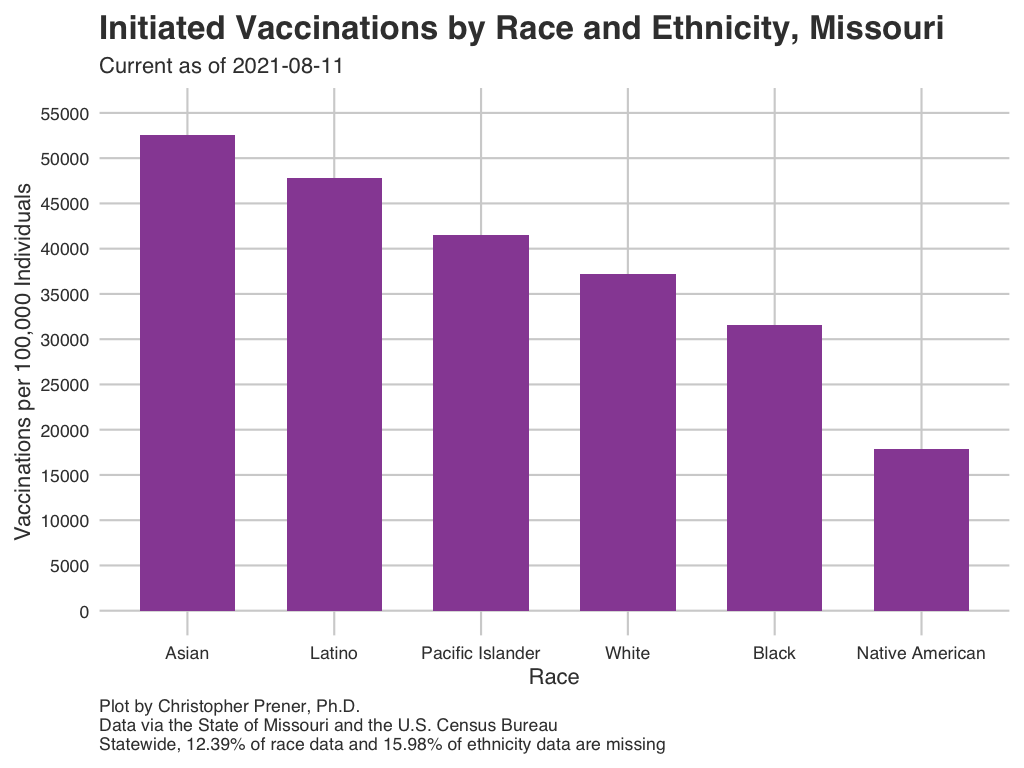 Initiated Vaccinations by Race and Ethnicity, Missouri
Current as of 2021-08-11
Vaccinations per 100,000 Individuals
55000
50000
45000
40000
35000
30000
25000
20000
15000
10000
5000
0
Asian Latino Pacific Islander White Black Native American
Race
Plot by Christopher Prener, Ph.D.
Data via the State of Missouri and the U.S. Census Bureau
Statewide, 12.39% of race data and 15.98% of ethnicity data are missing